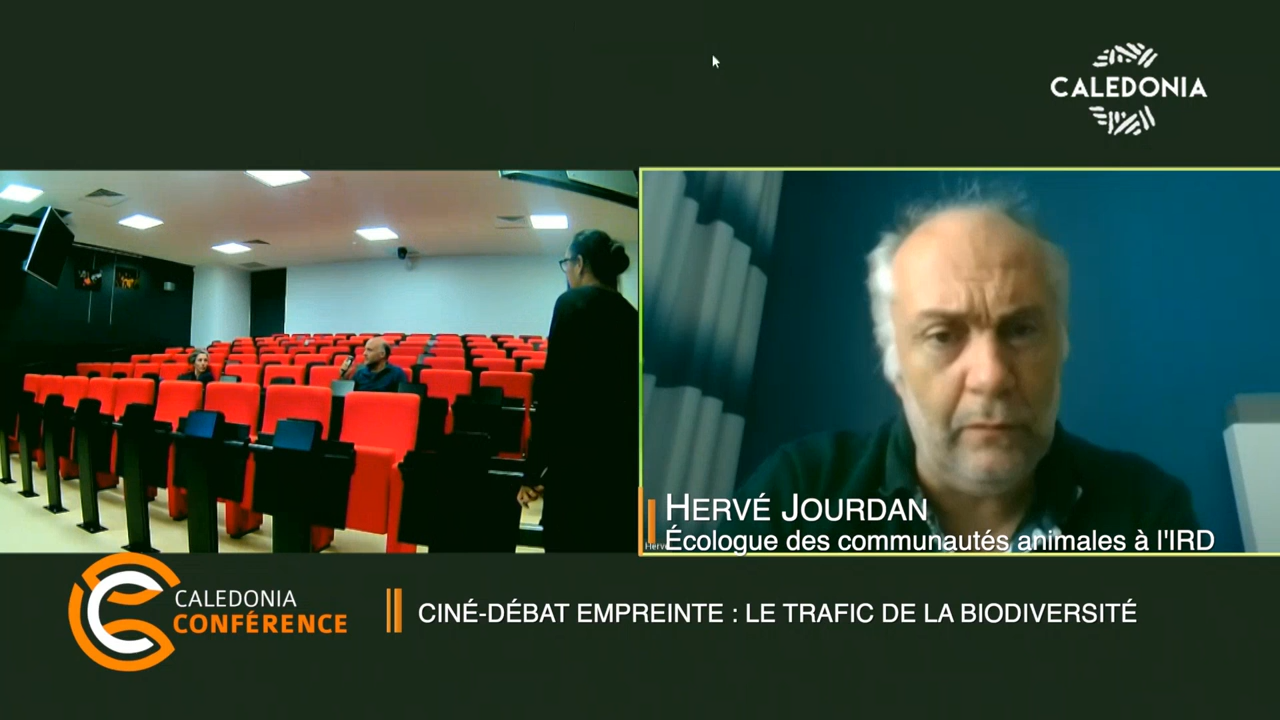 CALEDONIA
HERVÉ JOURDAN
Écologue des communautés animales à l'IRD
CALEDONIA
CONFÉRENCE
CINÉ-DÉBAT EMPREINTE : LE TRAFIC DE LA BIODIVERSITÉ